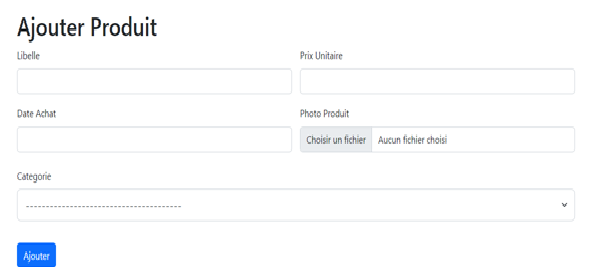 Ajouter Produit
Libelle
Prix Unitaire
Date Achat
Photo Produit
Choisir un fichier Aucun fichier choisi
Categorie
---------------------------------------
Ajouter